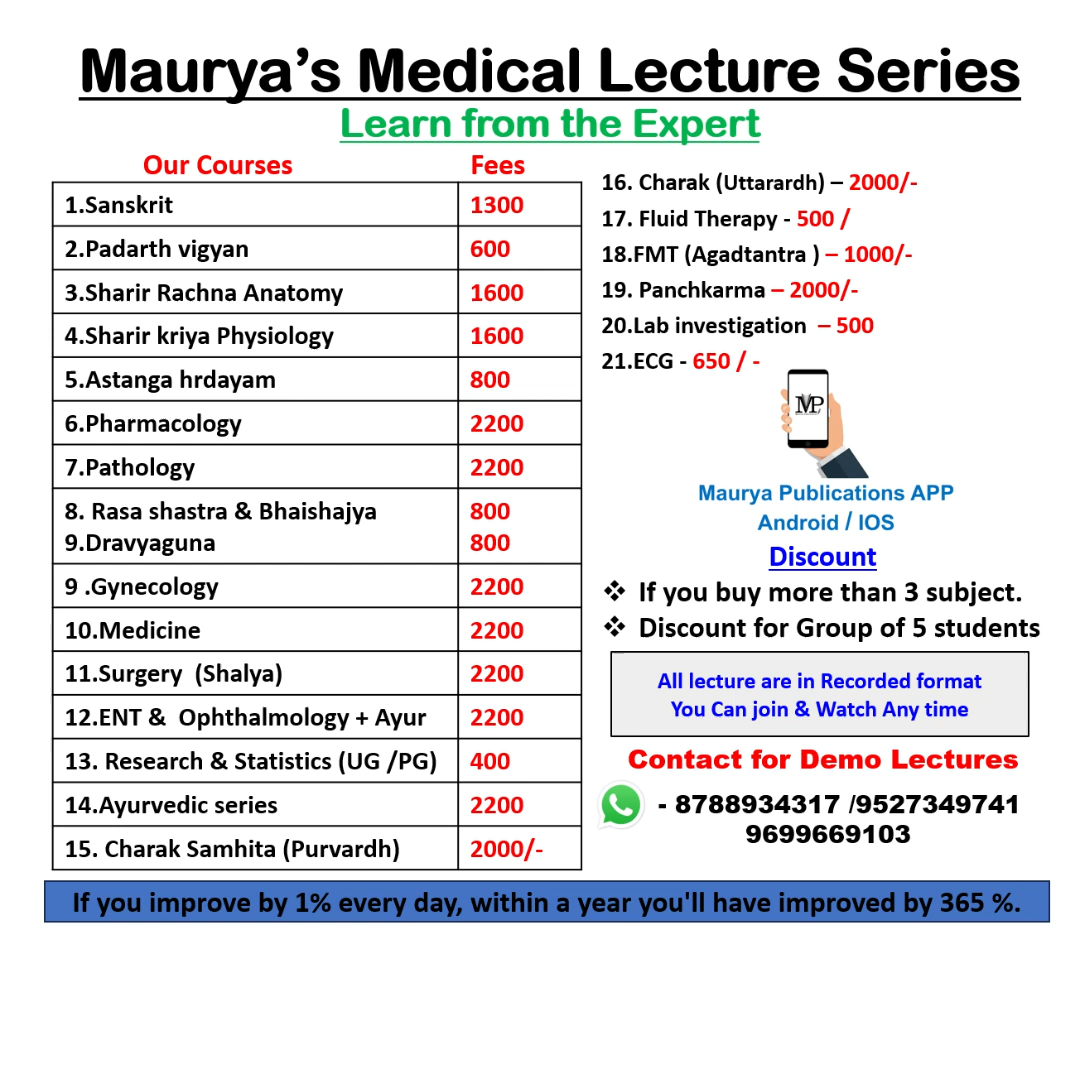 Maurya's Medical Lecture Series
Learn from the Expert
Our Courses Fees
1.Sanskrit 1300
2.Padarth vigyan 600
3.Sharir Rachna Anatomy 1600
4.Sharir kriya Physiology 1600
5.Astanga hrdayam 800
6.Pharmacology 2200
7.Pathology 2200
8. Rasa shastra & Bhaishajya 800
9.Dravyaguna 800
9 .Gynecology 2200
10.Medicine 2200
11.Surgery (Shalya) 2200
12.ENT & Ophthalmology + Ayur 2200
13. Research & Statistics (UG /PG) 400
14.Ayurvedic series 2200
15. Charak Samhita (Purvardh) 2000/-
16. Charak (Uttarardh) – 2000/-
17. Fluid Therapy - 500 /
18.FMT (Agadtantra ) – 1000/-
19. Panchkarma – 2000/-
20.Lab investigation – 500
21.ECG - 650 / -
MP
Maurya Publications APP
Android / IOS
Discount
❖ If you buy more than 3 subject.
❖ Discount for Group of 5 students
All lecture are in Recorded format
You Can join & Watch Any time
Contact for Demo Lectures
- 8788934317 /9527349741
9699669103
If you improve by 1% every day, within a year you'll have improved by 365 %.